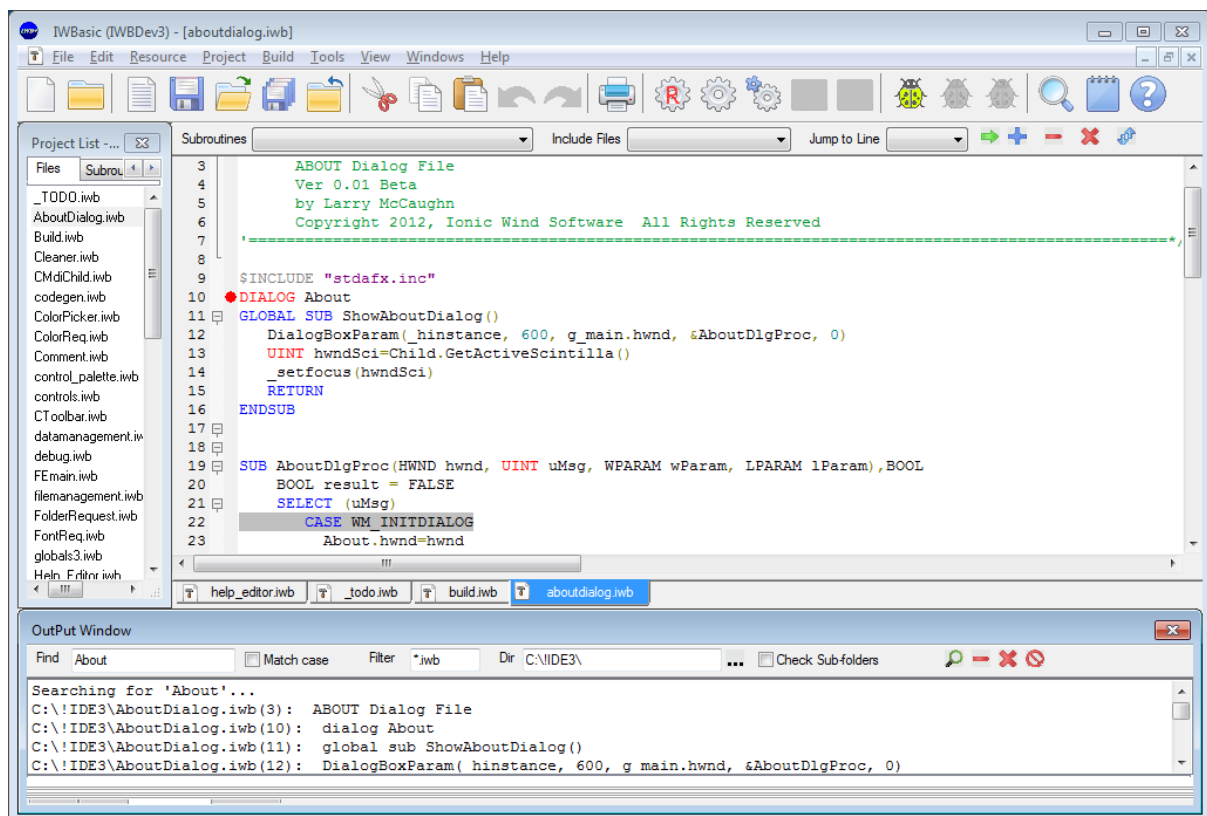 IWBasic (IWBDev3) - [aboutdialog.iwb]
File Edit Resource Project Build Tools View Windows Help
Project List -...
Files Subrou
_TODO.iwb
AboutDialog.iwb
Build.iwb
Cleaner.iwb
CMdiChild.iwb
codegen.iwb
ColorPicker.iwb
ColorReq.iwb
Comment.iwb
control_palette.iwb
controls.iwb
CToolbar.iwb
datamanagement.iw
debug.iwb
FEmain.iwb
filemanagement.iwb
FolderRequest.iwb
FontReq.iwb
globals3.iwb
Help_Editor.iwb
Subroutines Include Files Jump to Line
3 ABOUT Dialog File
4 Ver 0.01 Beta
5 by Larry McCaughn
6 Copyright 2012, Ionic Wind Software All Rights Reserved
7 '====================================================================================================*/
8
9 $INCLUDE "stdafx.inc"
10 DIALOG About
11 GLOBAL SUB ShowAboutDialog()
12 DialogBoxParam(_hinstance, 600, g_main.hwnd, &AboutDlgProc, 0)
13 UINT hwndSci=Child.GetActiveScintilla()
14 _setfocus(hwndSci)
15 RETURN
16 ENDSUB
17
18
19 SUB AboutDlgProc(HWND hwnd, UINT uMsg, WPARAM wParam, LPARAM lParam),BOOL
20 BOOL result = FALSE
21 SELECT (uMsg)
22 CASE WM_INITDIALOG
23 About.hwnd=hwnd
help_editor.iwb _todo.iwb build.iwb aboutdialog.iwb
OutPut Window
Find About Match case Filter *.iwb Dir C:\!IDE3\ ... Check Sub-folders
Searching for 'About'...
C:\!IDE3\AboutDialog.iwb(3): ABOUT Dialog File
C:\!IDE3\AboutDialog.iwb(10): dialog About
C:\!IDE3\AboutDialog.iwb(11): global sub ShowAboutDialog()
C:\!IDE3\AboutDialog.iwb(12): DialogBoxParam(_hinstance, 600, g_main.hwnd, &AboutDlgProc, 0)